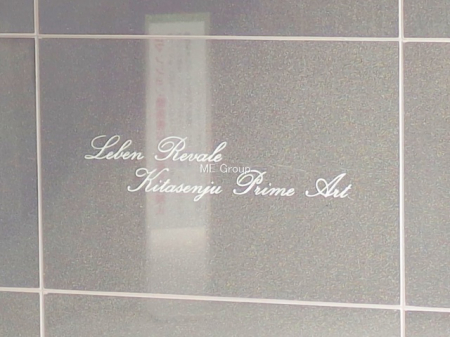 Leben Revale
ME Group
Kitasenju Prime Art